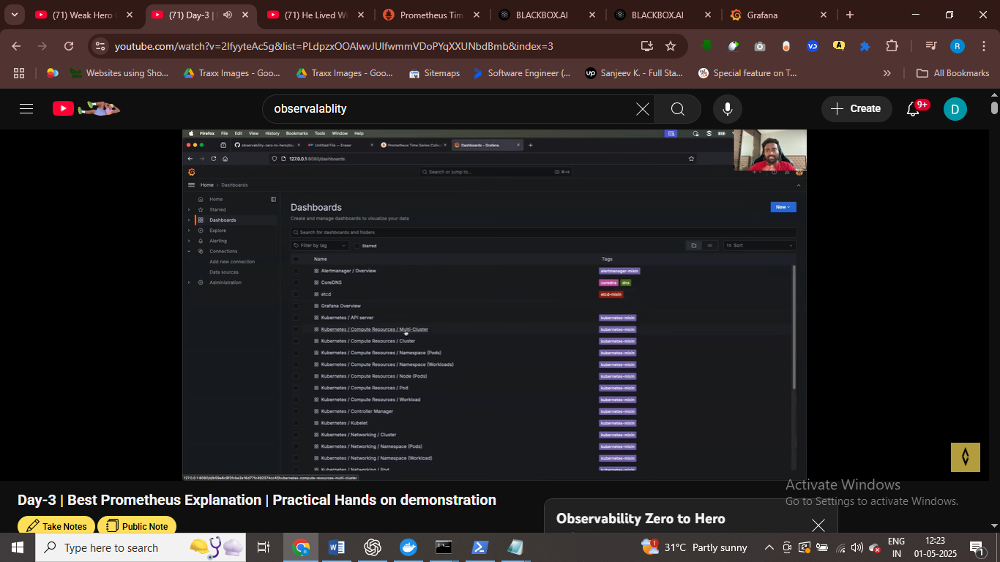 (71) Weak Hero
(71) Day-3 |
(71) He Lived Wi
Prometheus Tim
BLACKBOX.AI
BLACKBOX.AI
Grafana
youtube.com/watch?v=2IfyyteAc5g&list=PLdpzxOOAlwvJUIfwmmVDoPYqXXUNbdBmb&index=3
R
Websites using Sho...
Traxx Images - Goo...
Traxx Images - Goo...
Sitemaps
Software Engineer (...
up
Sanjeev K. - Full Sta...
Special feature on T...
»
All Bookmarks
observalablity
Create
9+
D
Firefox File Edit View History Bookmarks Tools Window Help
observability-zero-to-hero/da
Untitled File — Eraser
Prometheus Time Series Collec
Dashboards - Grafana
127.0.0.1:8080/dashboards
Search or jump to...
⌘+k
Home › Dashboards
Home
Starred
Dashboards
Explore
Alerting
Connections
Add new connection
Data sources
Administration
Dashboards
New
Create and manage dashboards to visualize your data
Search for dashboards and folders
Filter by tag
Starred
Sort
Name Tags
Alertmanager / Overview alertmanager-mixin
CoreDNS coredns dns
etcd etcd-mixin
Grafana Overview
Kubernetes / API server kubernetes-mixin
Kubernetes / Compute Resources / Multi-Cluster kubernetes-mixin
Kubernetes / Compute Resources / Cluster kubernetes-mixin
Kubernetes / Compute Resources / Namespace (Pods) kubernetes-mixin
Kubernetes / Compute Resources / Namespace (Workloads) kubernetes-mixin
Kubernetes / Compute Resources / Node (Pods) kubernetes-mixin
Kubernetes / Compute Resources / Pod kubernetes-mixin
Kubernetes / Compute Resources / Workload kubernetes-mixin
Kubernetes / Controller Manager kubernetes-mixin
Kubernetes / Kubelet kubernetes-mixin
Kubernetes / Networking / Cluster kubernetes-mixin
Kubernetes / Networking / Namespace (Pods) kubernetes-mixin
Kubernetes / Networking / Namespace (Workload) kubernetes-mixin
Kubernetes / Networking / Pod kubernetes-mixin
Day-3 | Best Prometheus Explanation | Practical Hands on demonstration
Take Notes
Public Note
Observability Zero to Hero
Activate Windows
Go to Settings to activate Windows.
Type here to search
31°C Partly sunny
ENG
IN
12:23
01-05-2025
1